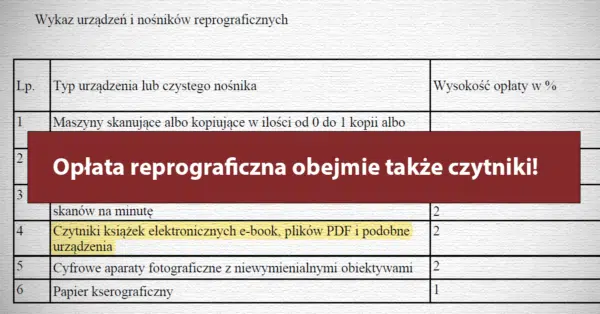 Wykaz urządzeń i nośników reprograficznych
Lp. Typ urządzenia lub czystego nośnika Wysokość opłaty w %
1 Maszyny skanujące albo kopiujące w ilości od 0 do 1 kopii albo
2
Opłata reprograficzna obejmie także czytniki!
3
skanów na minutę 2
4 Czytniki książek elektronicznych e-book, plików PDF i podobne 2
urządzenia
5 Cyfrowe aparaty fotograficzne z niewymienialnymi obiektywami 2
6 Papier kserograficzny 1